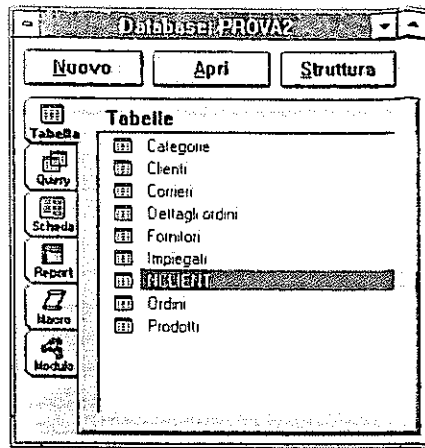 Database: PROVA2
Nuovo Apri Struttura
Tabella
Query
Scheda
Report
Macro
Modulo
Tabelle
Categorie
Clienti
Corrieri
Dettagli ordini
Fornitori
Impiegati
Ordini
Prodotti